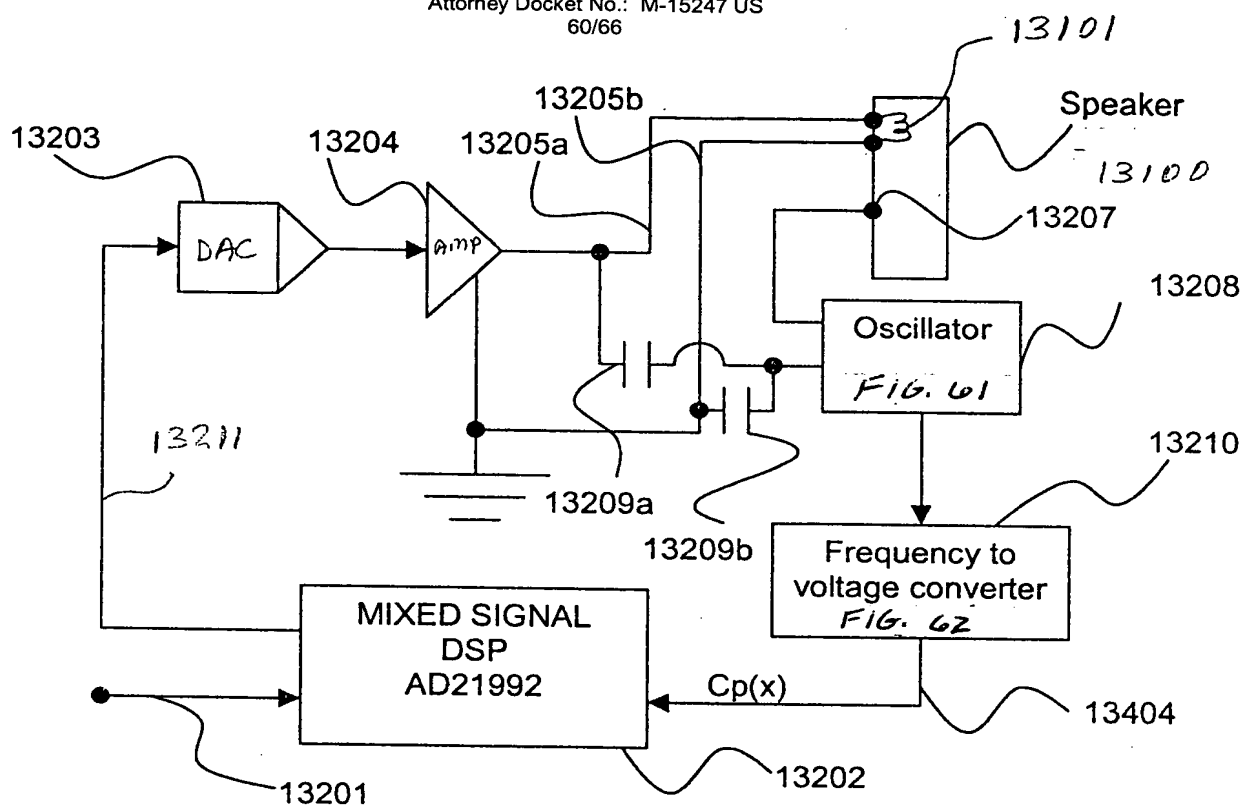 Attorney Docket No.: M-15247 US
60/66
13101
13205b
Speaker
13203
13204
13205a
13100
DAC
AMP
13207
13208
Oscillator
FIG. 61
13211
13210
13209a
13209b
Frequency to
voltage converter
FIG. 62
MIXED SIGNAL
DSP
AD21992
Cp(x)
13404
13201
13202